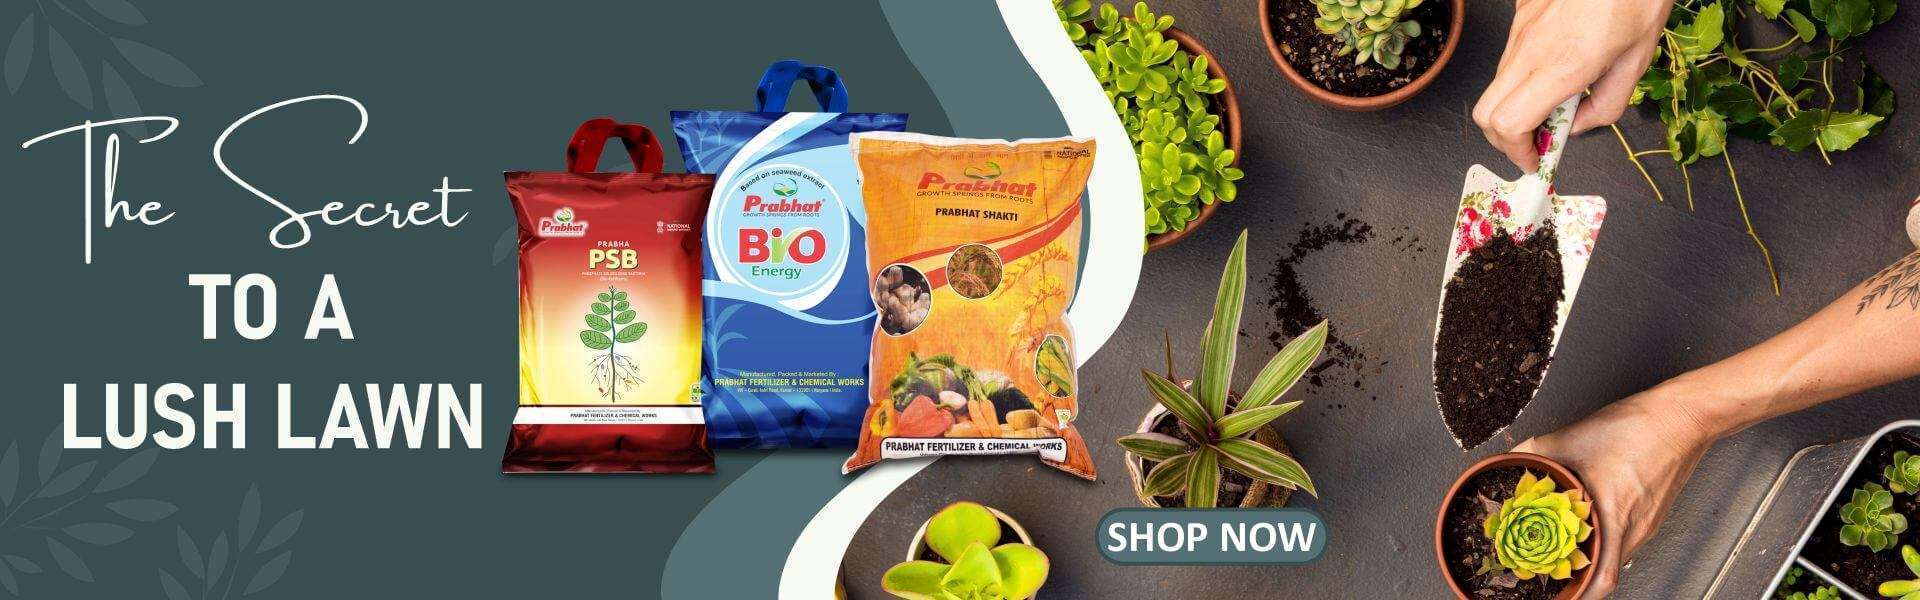 The Secret
TO A
LUSH LAWN
Prabhat
NATIONAL
PRABHA
PSB
PRABHAT FERTILIZER & CHEMICAL WORKS
Based on seaweed extract
Prabhat
GROWTH SPRINGS FROM ROOTS
BiO
Energy
Manufactured, Packed & Marketed By :
PRABHAT FERTILIZER & CHEMICAL WORKS
NATIONAL
Prabhat
GROWTH SPRINGS FROM ROOTS
PRABHAT SHAKTI
PRABHAT FERTILIZER & CHEMICAL WORKS
SHOP NOW